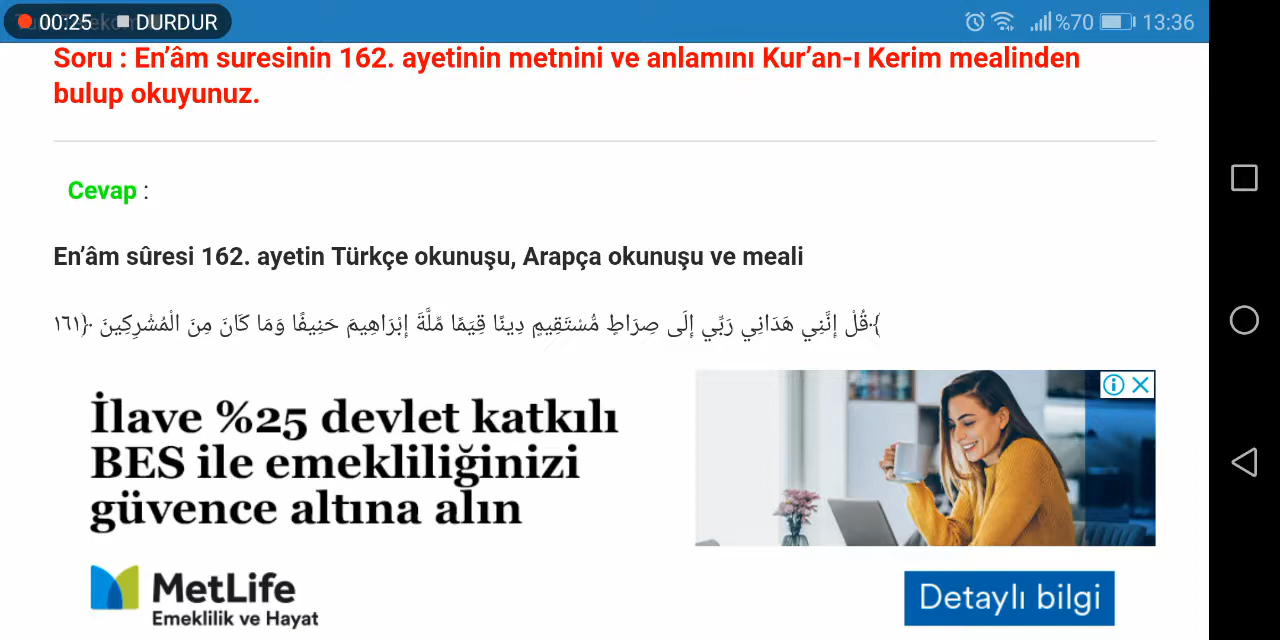 00:25 DURDUR %70 13:36
Soru : En’âm suresinin 162. ayetinin metnini ve anlamını Kur’an-ı Kerim mealinden
bulup okuyunuz.
Cevap :
En’âm sûresi 162. ayetin Türkçe okunuşu, Arapça okunuşu ve meali
﴿قُلْ إِنَّنِي هَدَانِي رَبِّي إِلَى صِرَاطٍ مُّسْتَقِيمٍ دِينًا قِيَمًا مِّلَّةَ إِبْرَاهِيمَ حَنِيفًا وَمَا كَانَ مِنَ الْمُشْرِكِينَ ﴿١٦١
İlave %25 devlet katkılı
BES ile emekliliğinizi
güvence altına alın
MetLife
Emeklilik ve Hayat
Detaylı bilgi